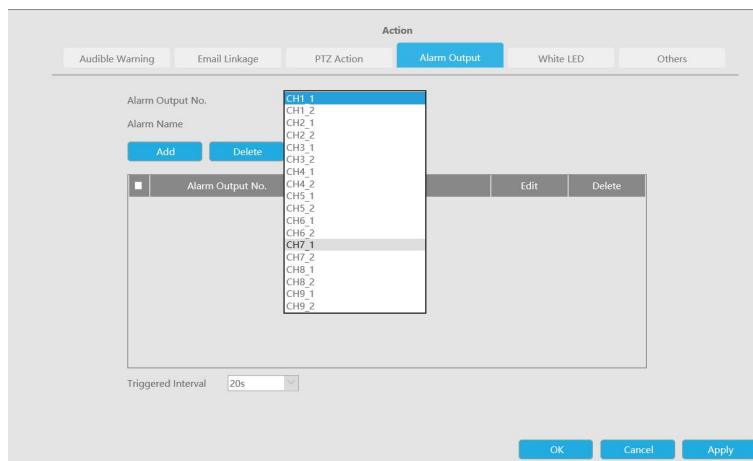 Action
Audible Warning Email Linkage PTZ Action Alarm Output White LED Others
Alarm Output No.
Alarm Name
CH1_1
CH1_2
CH2_1
CH2_2
CH3_1
CH3_2
CH4_1
CH4_2
CH5_1
CH5_2
CH6_1
CH6_2
CH7_1
CH7_2
CH8_1
CH8_2
CH9_1
CH9_2
Add Delete
Alarm Output No. Edit Delete
Triggered Interval 20s
OK Cancel Apply